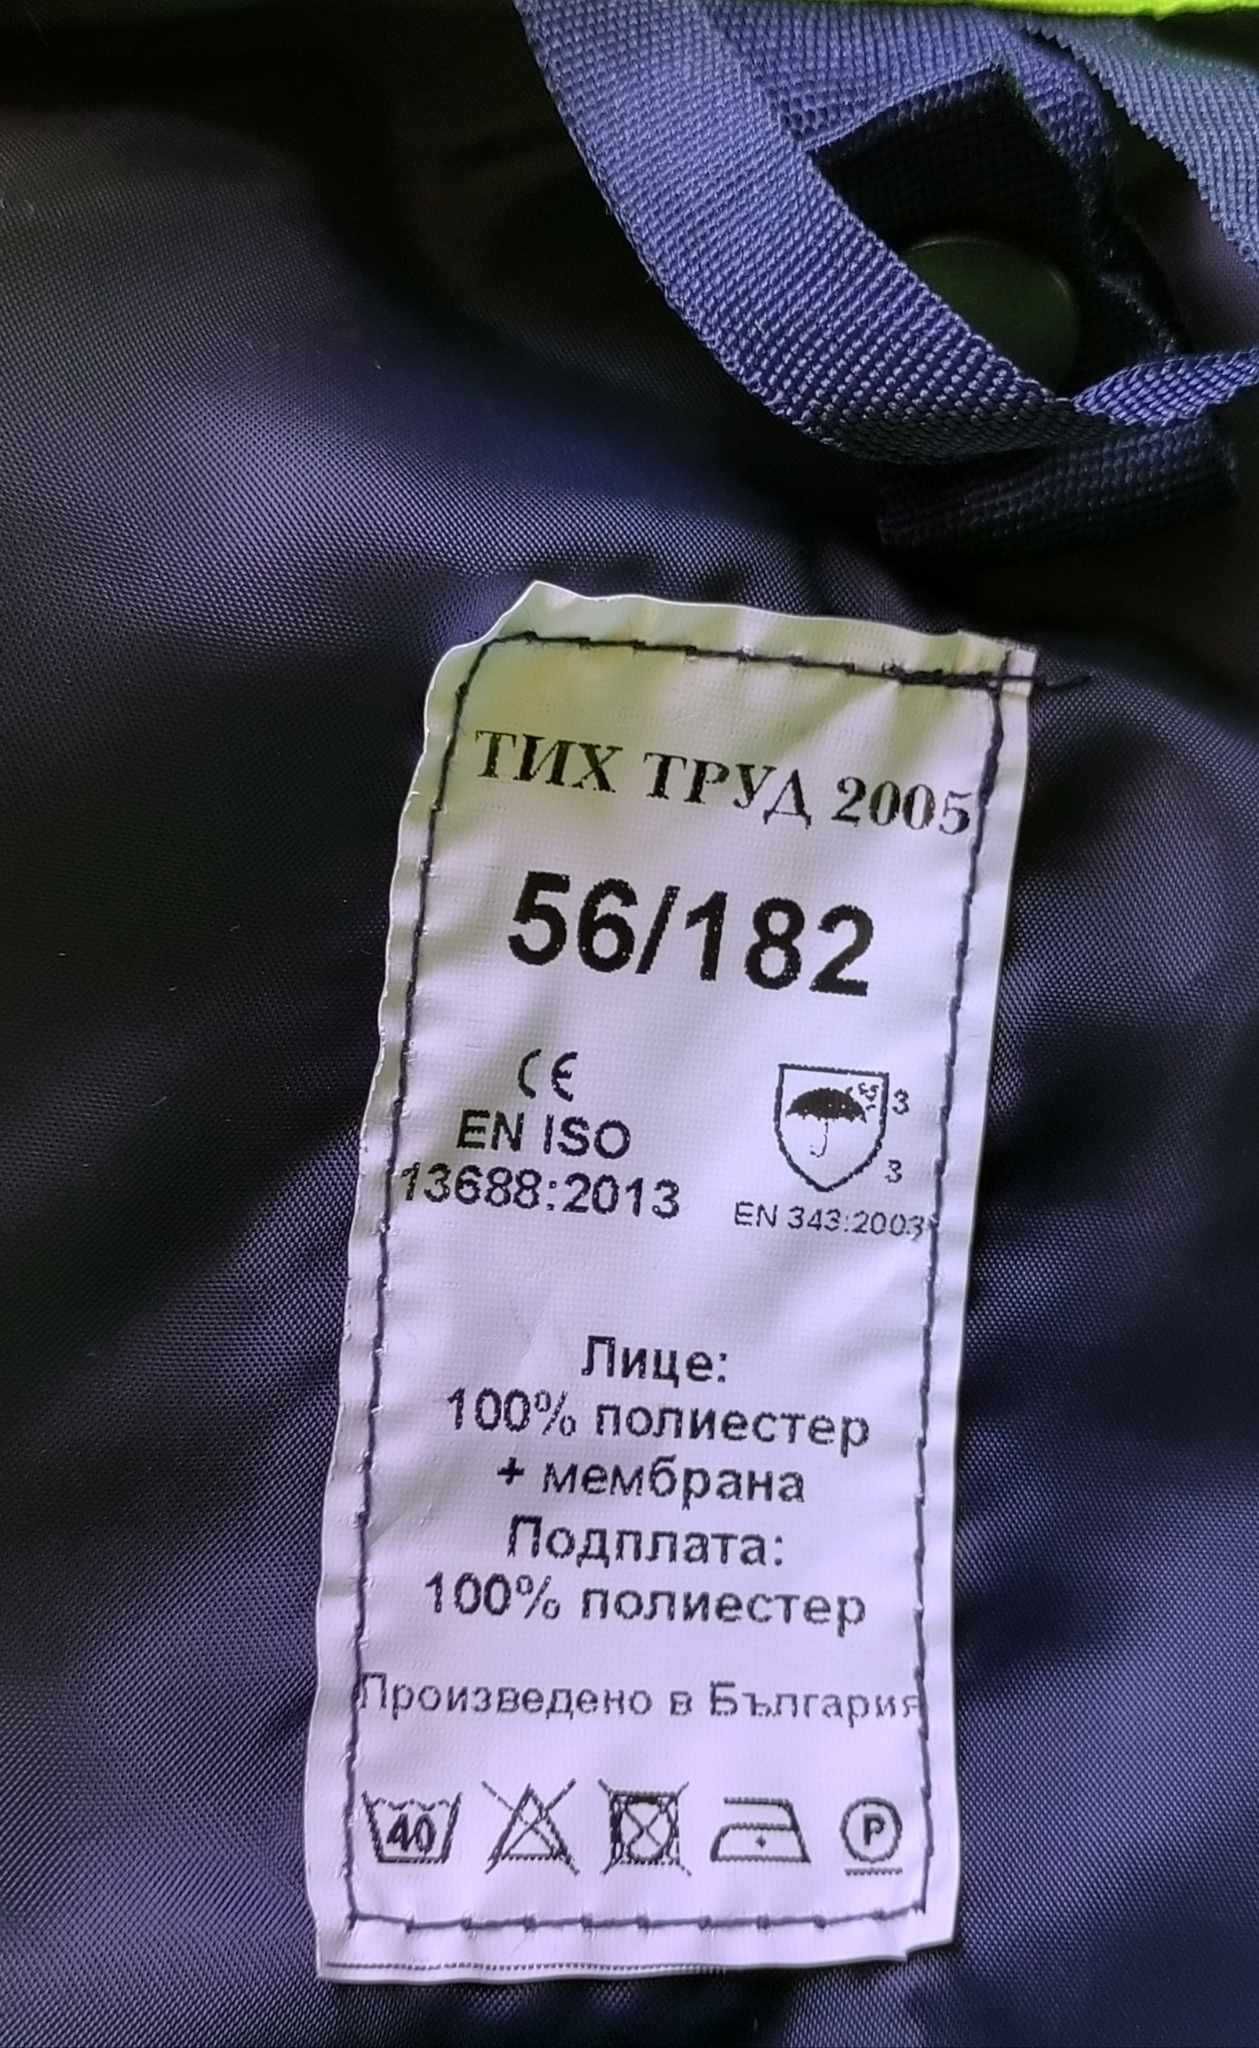 ТИХ ТРУД 2005
56/182
CE
EN ISO
13688:2013
3
3
EN 343:2003
Лице:
100% полиестер
+ мембрана
Подплата:
100% полиестер
Произведено в България
40
P